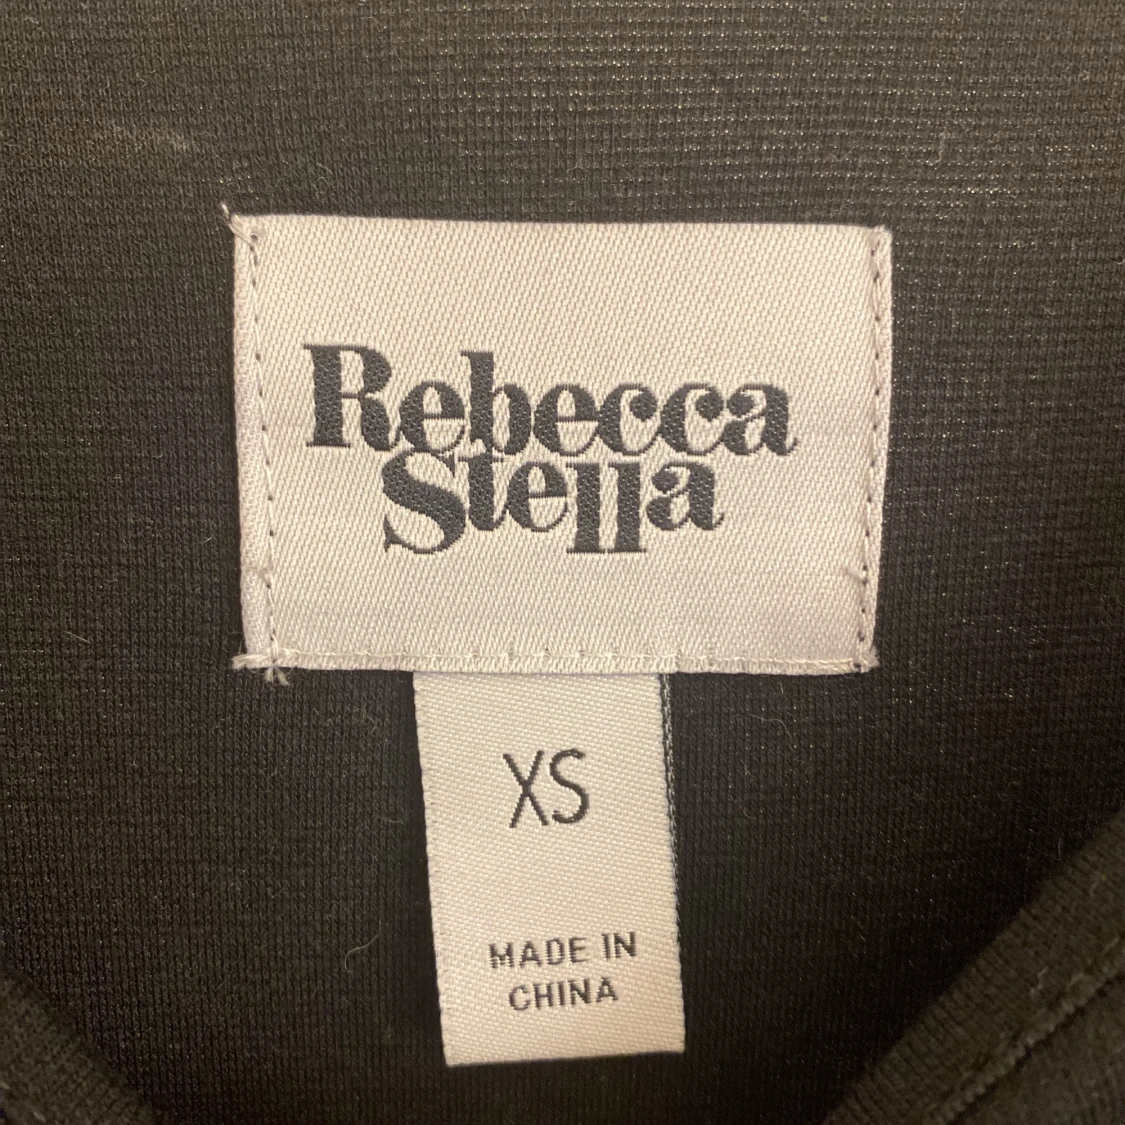 Rebecca
Stella
XS
MADE IN
CHINA